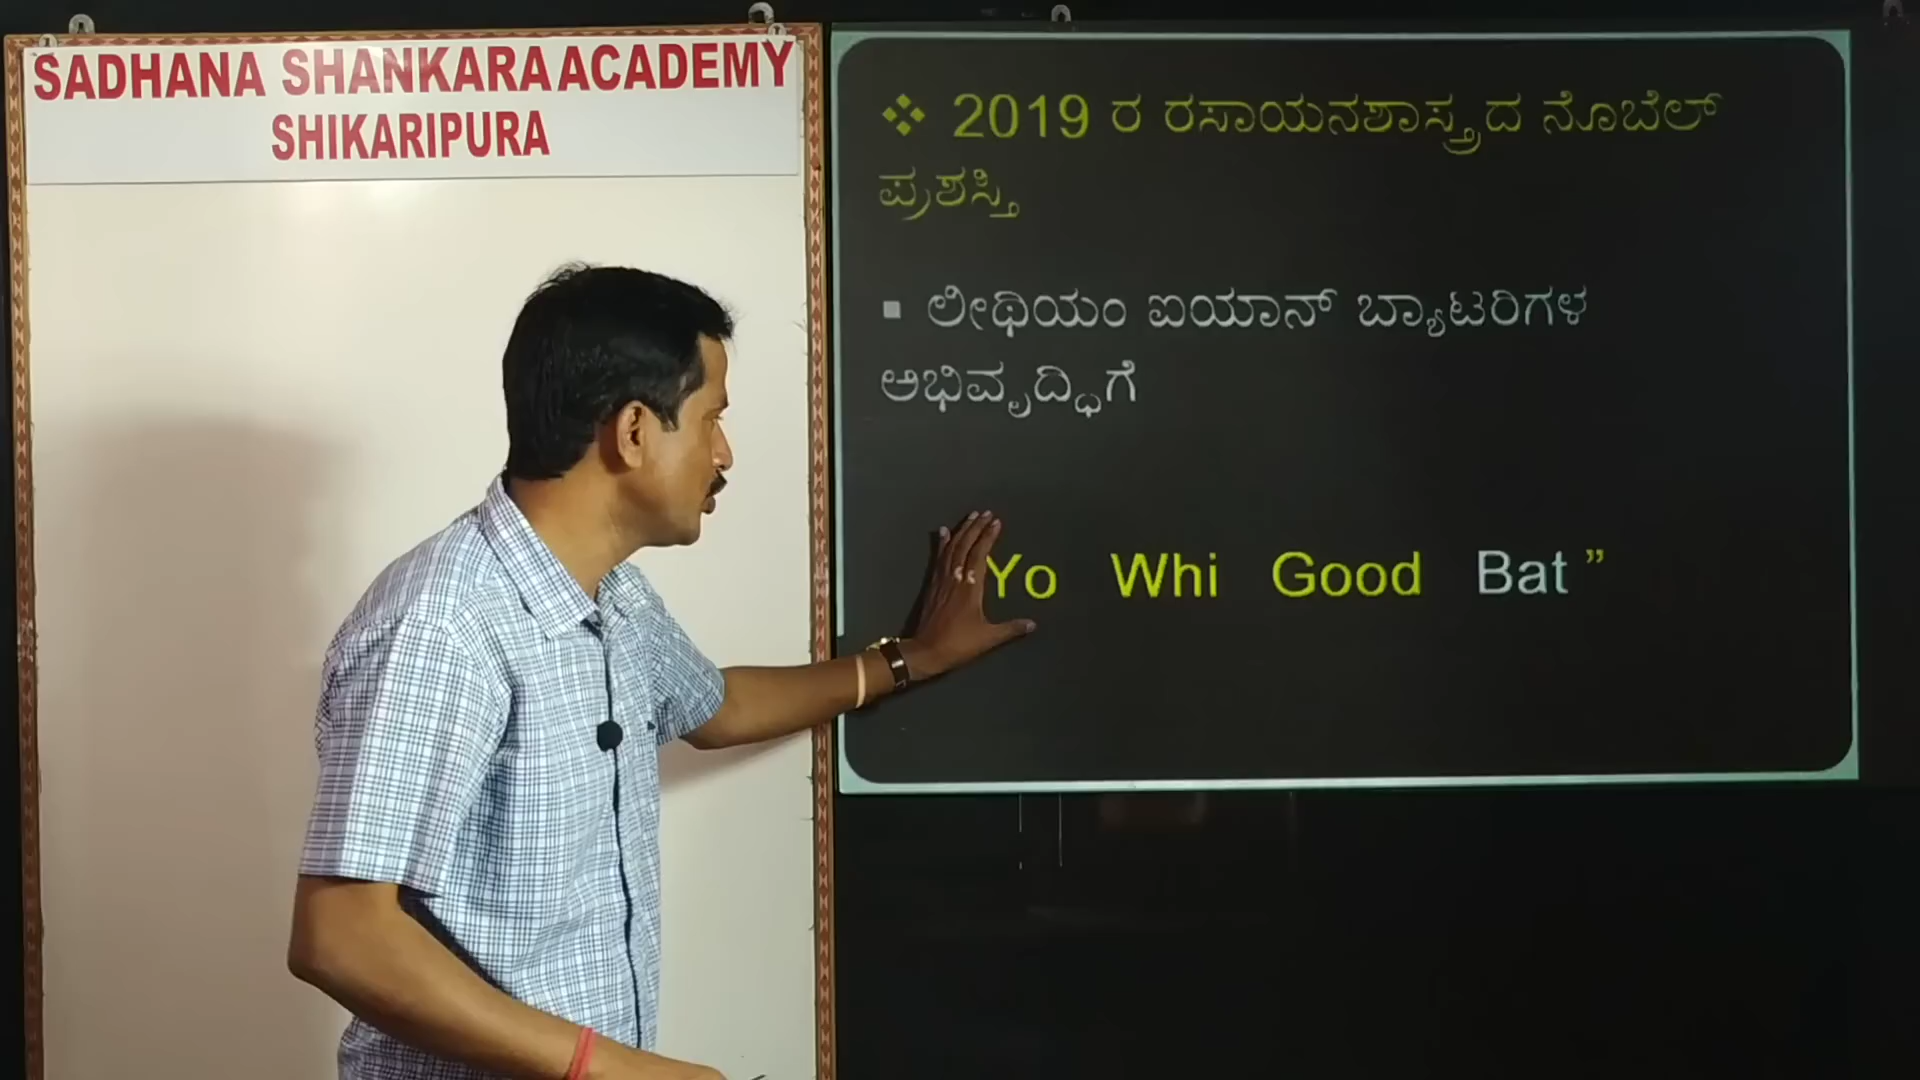 SADHANA SHANKARA ACADEMY
SHIKARIPURA
❖ 2019 ರ ರಸಾಯನಶಾಸ್ತ್ರದ ನೊಬೆಲ್
ಪ್ರಶಸ್ತಿ
▪ ಲೀಥಿಯಂ ಐಯಾನ್ ಬ್ಯಾಟರಿಗಳ
ಅಭಿವೃದ್ಧಿಗೆ
“Yo Whi Good Bat”